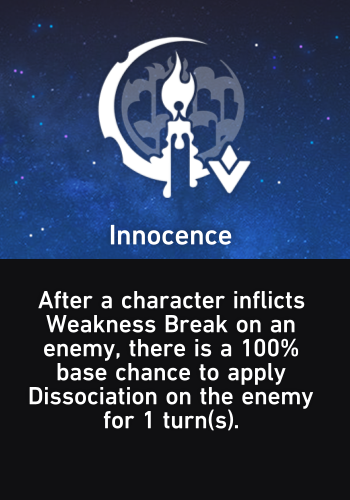 Innocence
After a character inflicts
Weakness Break on an
enemy, there is a 100%
base chance to apply
Dissociation on the enemy
for 1 turn(s).